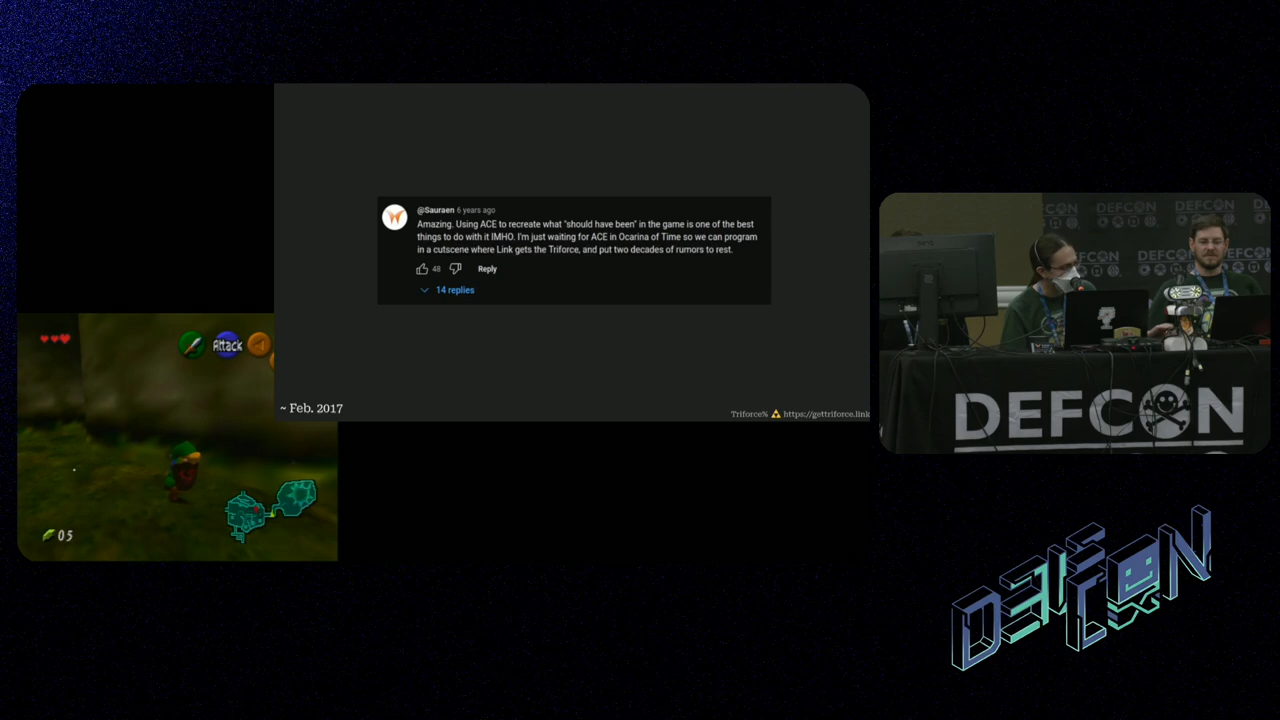 @Sauraen 6 years ago
Amazing. Using ACE to recreate what "should have been" in the game is one of the best
things to do with it IMHO. I'm just waiting for ACE in Ocarina of Time so we can program
in a cutscene where Link gets the Triforce, and put two decades of rumors to rest.
48
Reply
14 replies
~ Feb. 2017
Triforce% https://gettriforce.link
Attack
05
DEFCON
DEFCON
DEFCON
DEFCON
DEFCON